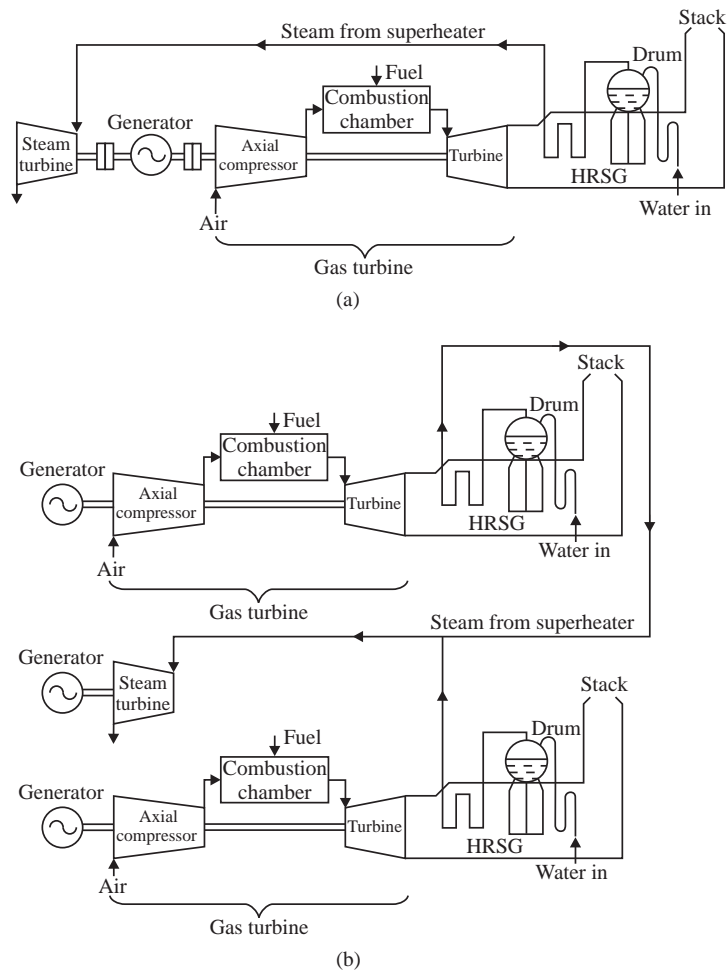 Stack
Steam from superheater
Drum
Fuel
Combustion
chamber
Generator
Steam
turbine
Axial
compressor
Turbine
HRSG
Water in
Air
Gas turbine
(a)
Stack
Drum
Fuel
Combustion
chamber
Generator
Axial
compressor
Turbine
HRSG
Water in
Air
Gas turbine
Steam from superheater
Generator
Steam
turbine
Stack
Drum
Fuel
Combustion
chamber
Generator
Axial
compressor
Turbine
HRSG
Water in
Air
Gas turbine
(b)